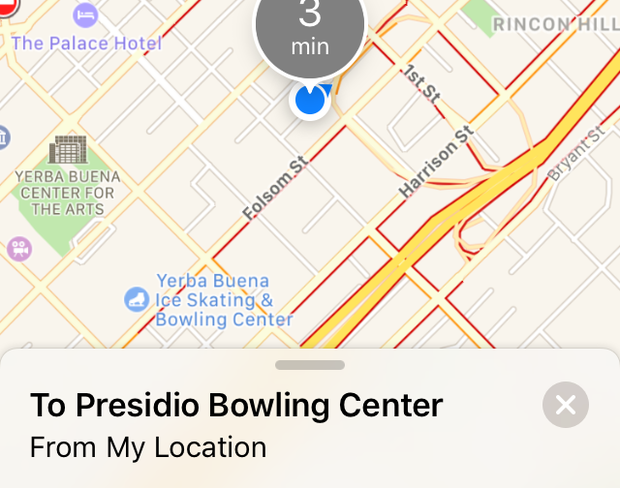 3
min
RINCON HILL
The Palace Hotel
1st St
YERBA BUENA
CENTER FOR
THE ARTS
Folsom St
Harrison St
Bryant St
Yerba Buena
Ice Skating &
Bowling Center
To Presidio Bowling Center
From My Location